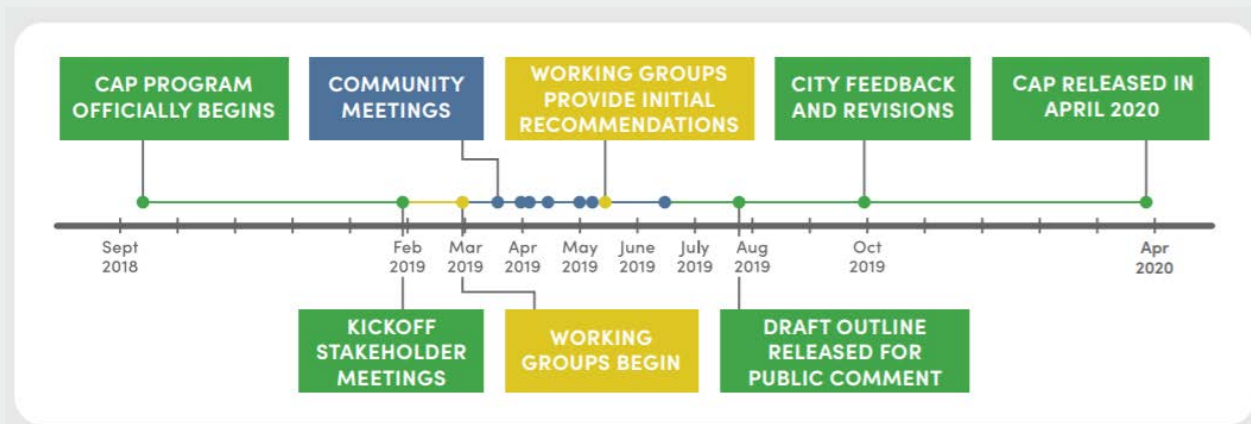 CAP PROGRAM
OFFICIALLY BEGINS
COMMUNITY
MEETINGS
WORKING GROUPS
PROVIDE INITIAL
RECOMMENDATIONS
CITY FEEDBACK
AND REVISIONS
CAP RELEASED IN
APRIL 2020
Sept
2018
Feb
2019
Mar
2019
Apr
2019
May
2019
June
2019
July
2019
Aug
2019
Oct
2019
Apr
2020
KICKOFF
STAKEHOLDER
MEETINGS
WORKING
GROUPS BEGIN
DRAFT OUTLINE
RELEASED FOR
PUBLIC COMMENT